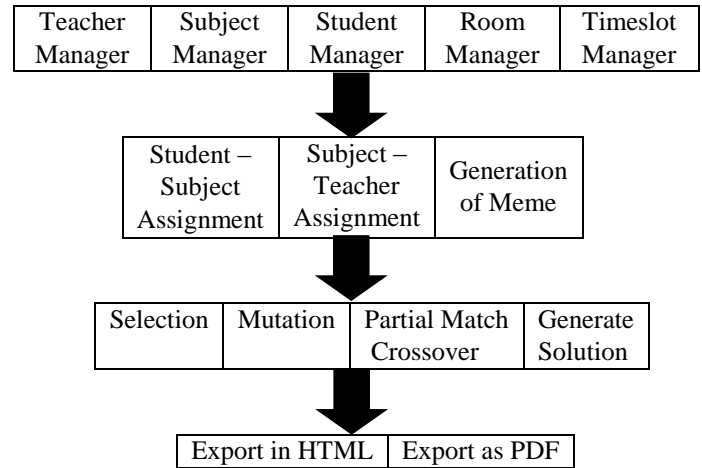 Teacher Manager
Subject Manager
Student Manager
Room Manager
Timeslot Manager
Student –
Subject
Assignment
Subject –
Teacher
Assignment
Generation
of Meme
Selection
Mutation
Partial Match
Crossover
Generate
Solution
Export in HTML
Export as PDF